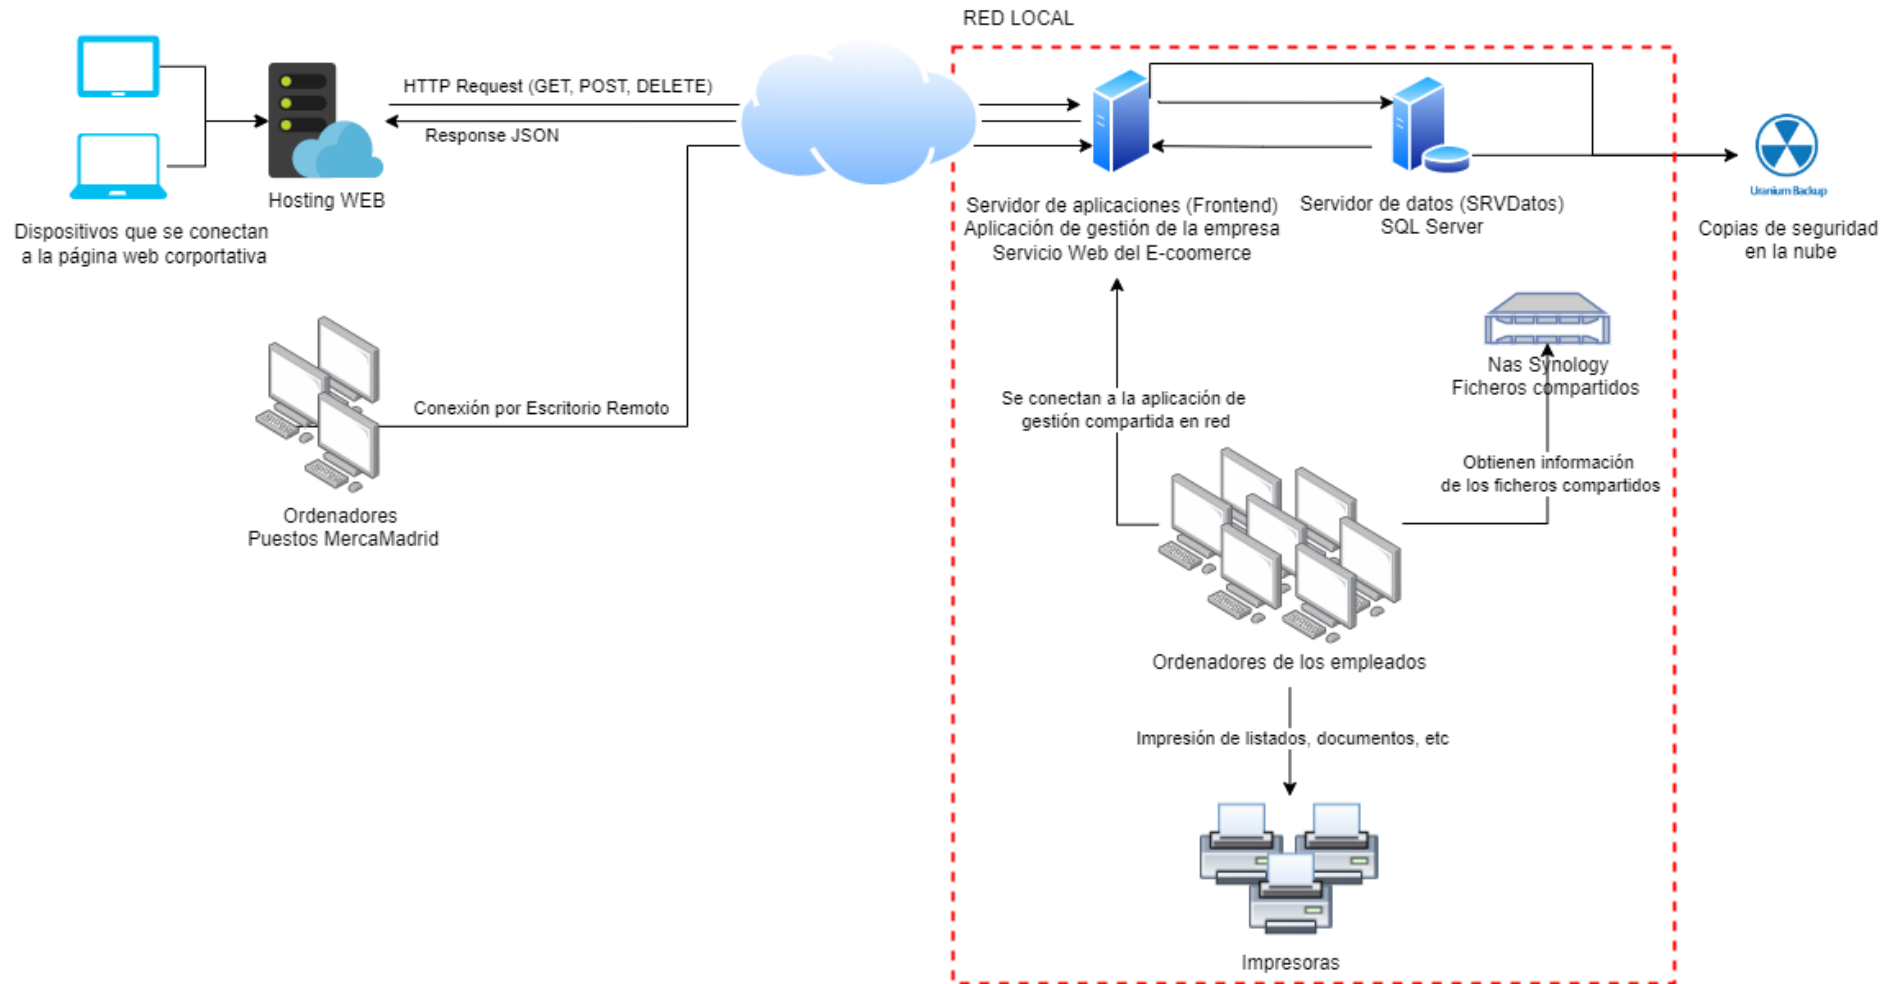 RED LOCAL
HTTP Request (GET, POST, DELETE)
Response JSON
Hosting WEB
Dispositivos que se conectan
a la página web corportativa
Servidor de aplicaciones (Frontend)
Aplicación de gestión de la empresa
Servicio Web del E-coomerce
Servidor de datos (SRVDatos)
SQL Server
Uranium Backup
Copias de seguridad
en la nube
Nas Synology
Ficheros compartidos
Conexión por Escritorio Remoto
Se conectan a la aplicación de
gestión compartida en red
Obtienen información
de los ficheros compartidos
Ordenadores
Puestos MercaMadrid
Ordenadores de los empleados
Impresión de listados, documentos, etc
Impresoras